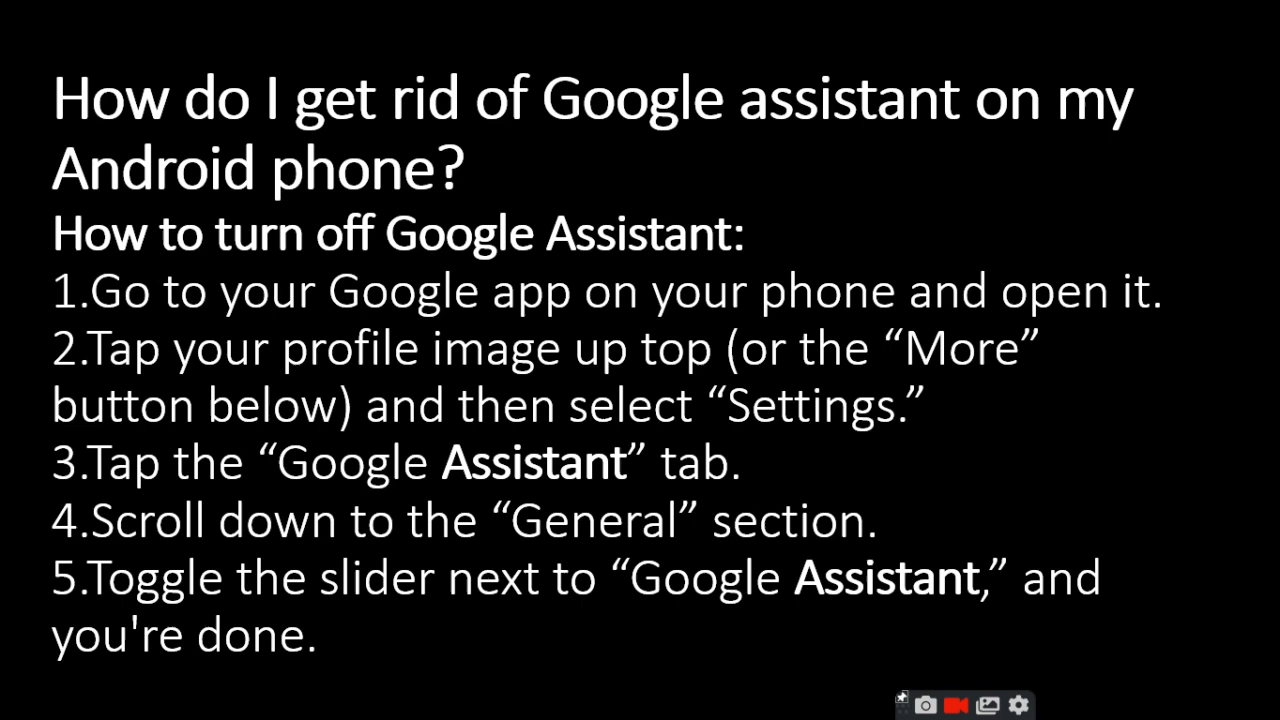 How do I get rid of Google assistant on my
Android phone?
How to turn off Google Assistant:
1.Go to your Google app on your phone and open it.
2.Tap your profile image up top (or the “More”
button below) and then select “Settings.”
3.Tap the “Google Assistant” tab.
4.Scroll down to the “General” section.
5.Toggle the slider next to “Google Assistant,” and
you're done.